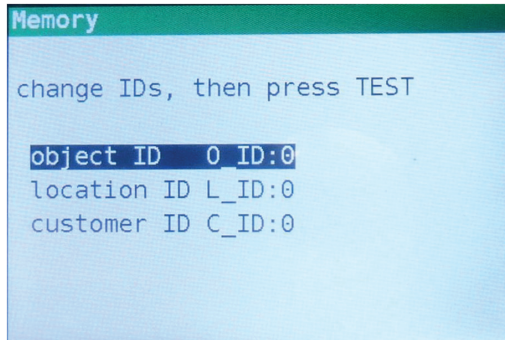 Memory
change IDs, then press TEST
object ID O_ID:0
location ID L_ID:0
customer ID C_ID:0